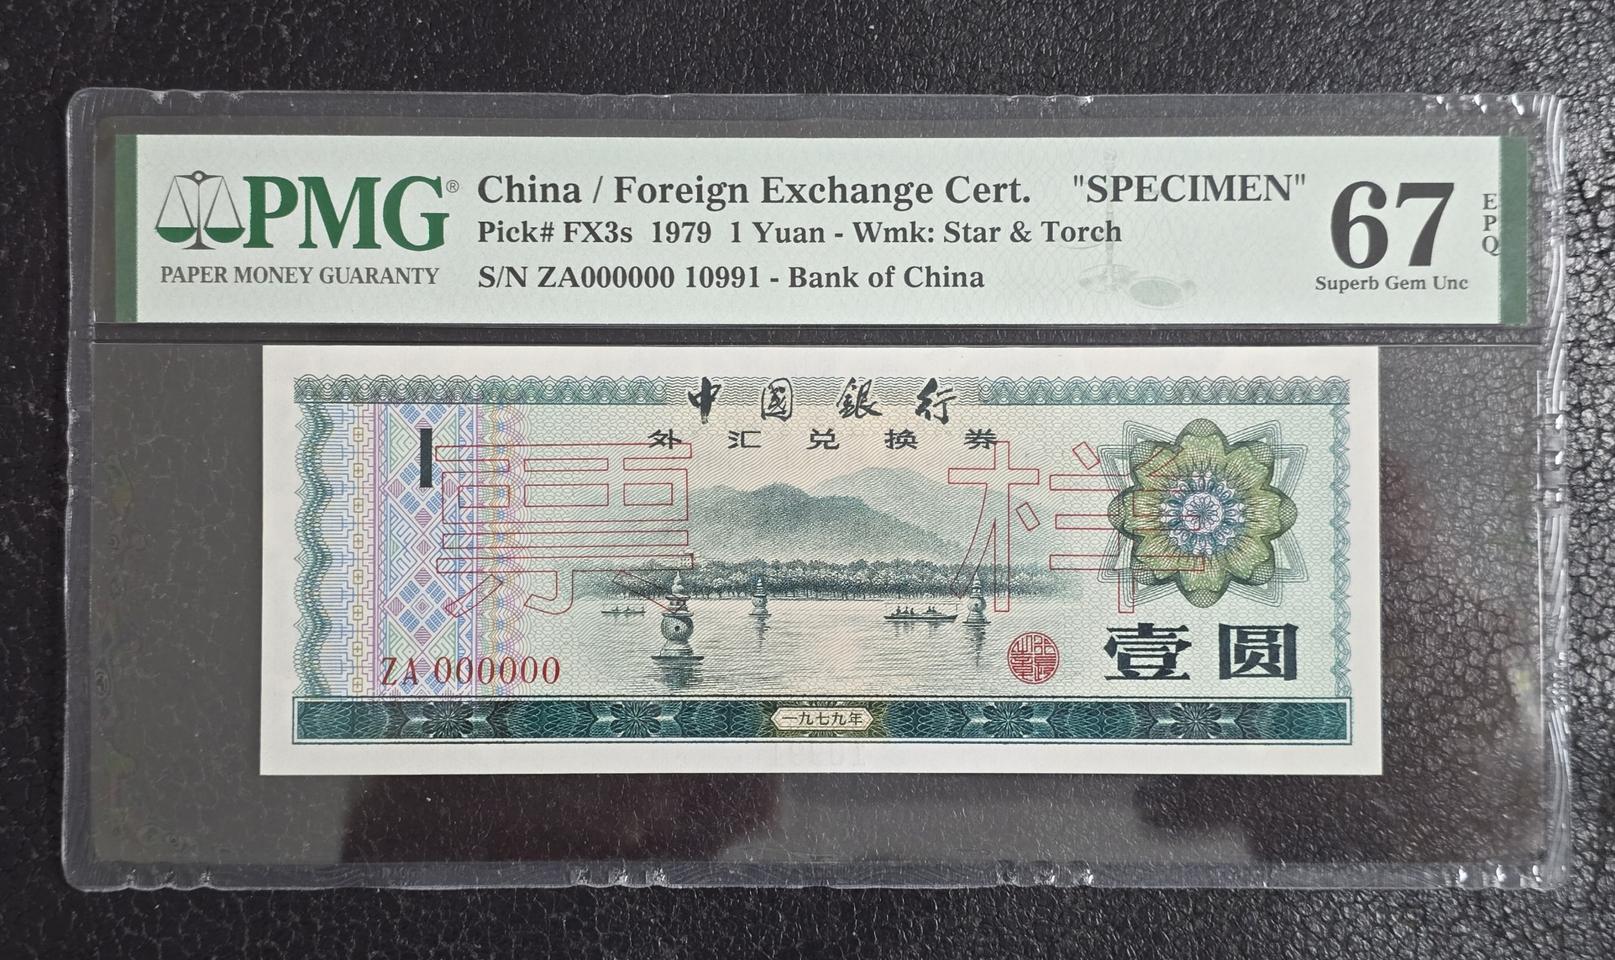 PMG®
PAPER MONEY GUARANTY
China / Foreign Exchange Cert. "SPECIMEN"
Pick# FX3s 1979 1 Yuan - Wmk: Star & Torch
S/N ZA000000 10991 - Bank of China
67
EPQ
Superb Gem Unc
中國銀行
外汇兑换券
1
票样
ZA 000000
壹圆
一九七九年